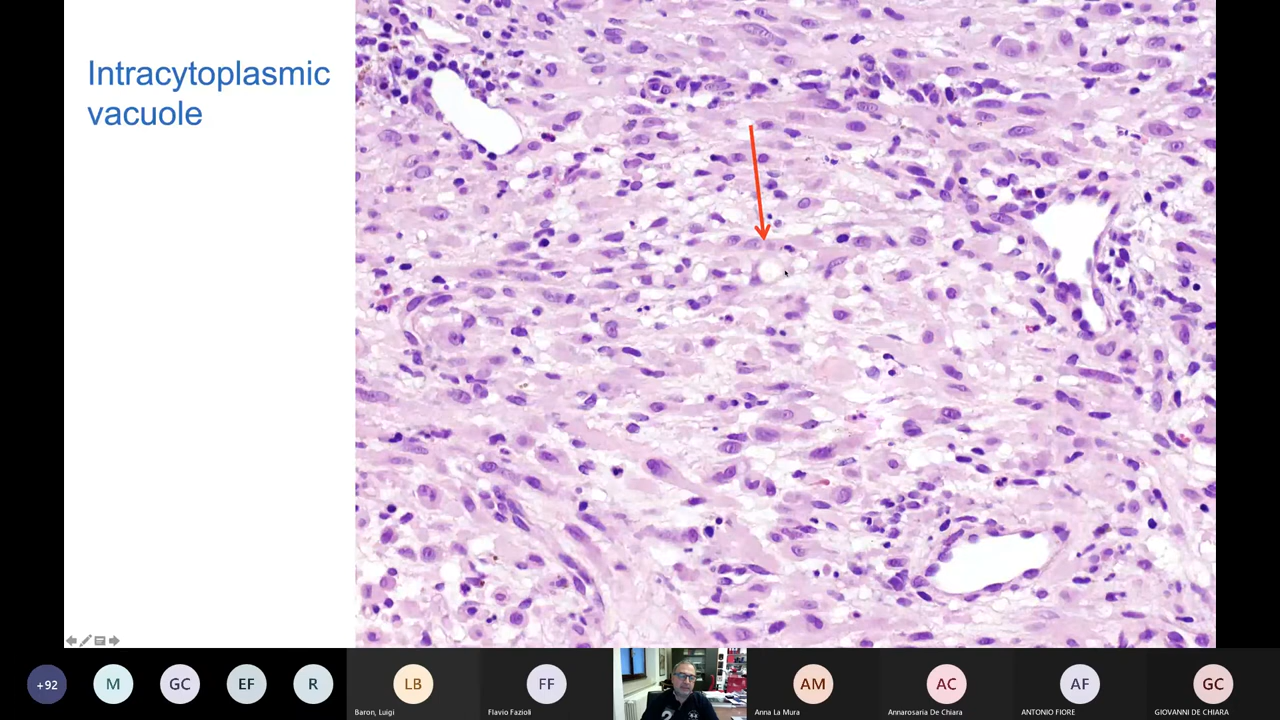 Intracytoplasmic
vacuole
+92
M
GC
EF
R
LB
FF
AM
AC
AF
GC
Baron, Luigi
Flavio Fazioli
Anna La Mura
Annarosaria De Chiara
ANTONIO FIORE
GIOVANNI DE CHIARA